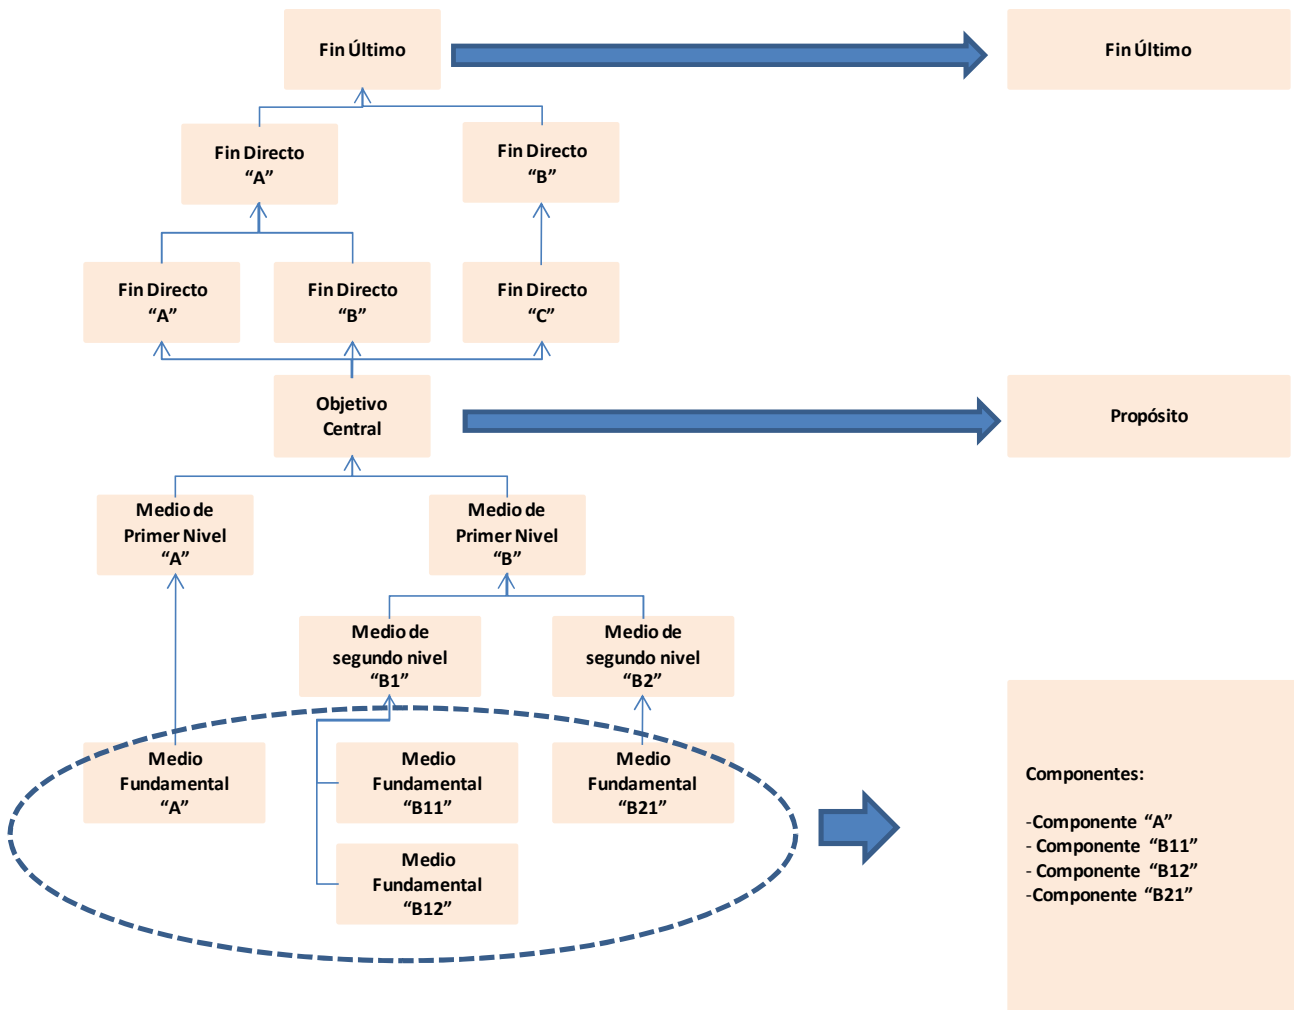 Fin Último
Fin Último
Fin Directo
“A”
Fin Directo
“B”
Fin Directo
“A”
Fin Directo
“B”
Fin Directo
“C”
Objetivo
Central
Propósito
Medio de
Primer Nivel
“A”
Medio de
Primer Nivel
“B”
Medio de
segundo nivel
“B1”
Medio de
segundo nivel
“B2”
Medio
Fundamental
“A”
Medio
Fundamental
“B11”
Medio
Fundamental
“B21”
Medio
Fundamental
“B12”
Componentes:
-Componente “A”
- Componente “B11”
- Componente “B12”
-Componente “B21”